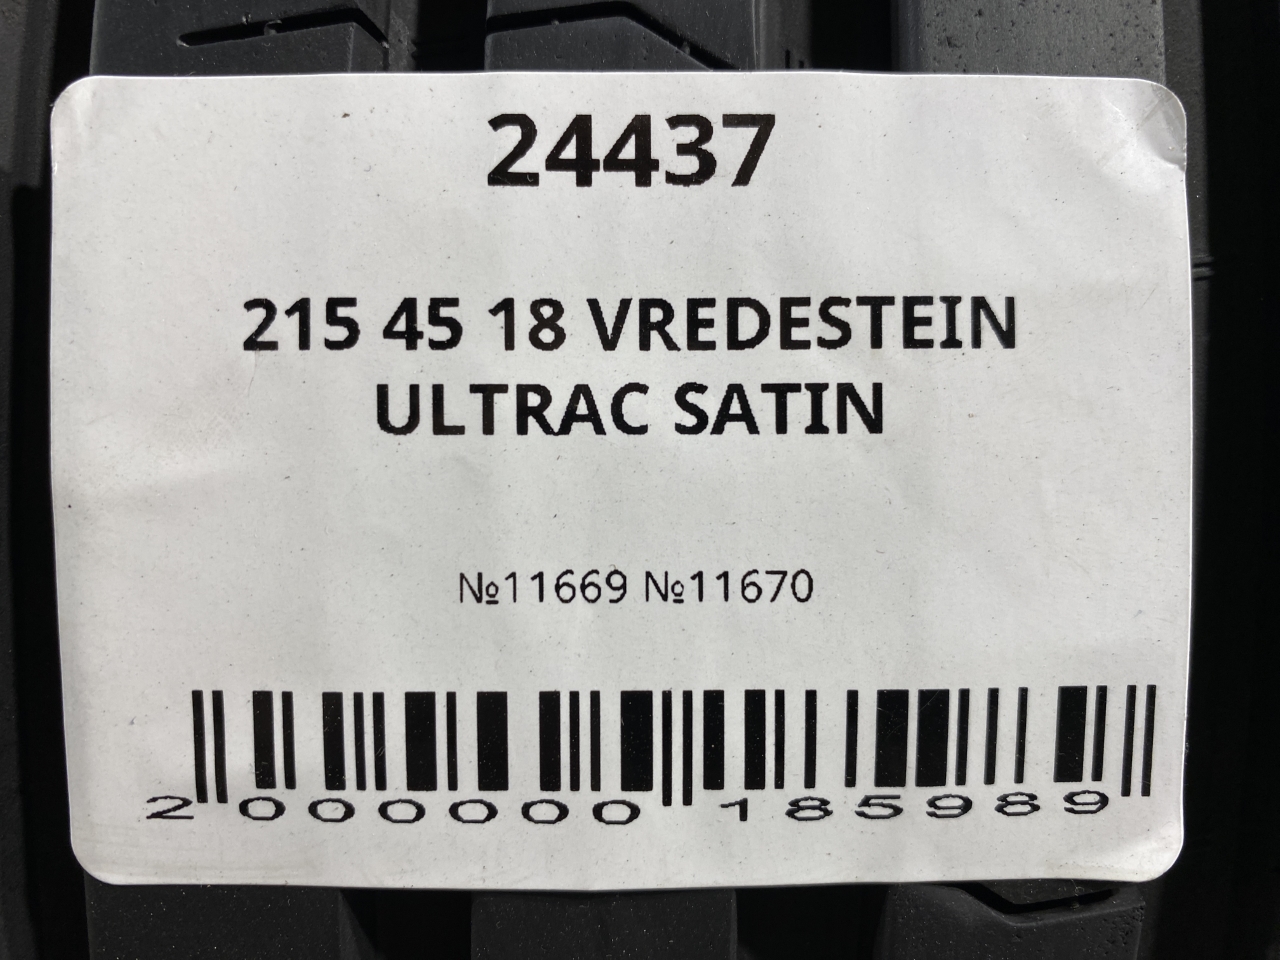 24437
215 45 18 VREDESTEIN
ULTRAC SATIN
№11669 №11670
2 000000 185989